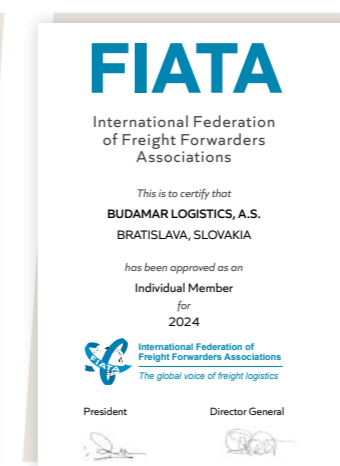 FIATA
International Federation
of Freight Forwarders
Associations
This is to certify that
BUDAMAR LOGISTICS, A.S.
BRATISLAVA, SLOVAKIA
has been approved as an
Individual Member
for
2024
FIATA
International Federation of
Freight Forwarders Associations
The global voice of freight logistics
President Director General